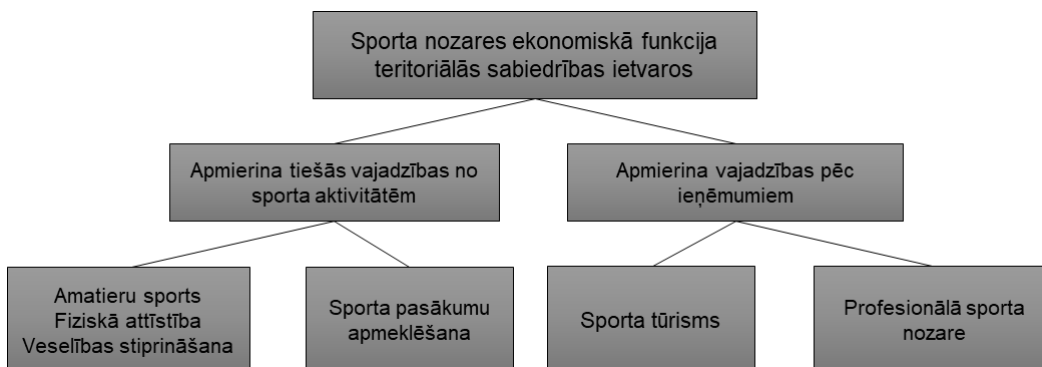 Sporta nozares ekonomiskā funkcija
teritoriālās sabiedrības ietvaros
Apmierina tiešās vajadzības no
sporta aktivitātēm
Apmierina vajadzības pēc
ieņēmumiem
Amatieru sports
Fiziskā attīstība
Veselības stiprināšana
Sporta pasākumu
apmeklēšana
Sporta tūrisms
Profesionālā sporta
nozare